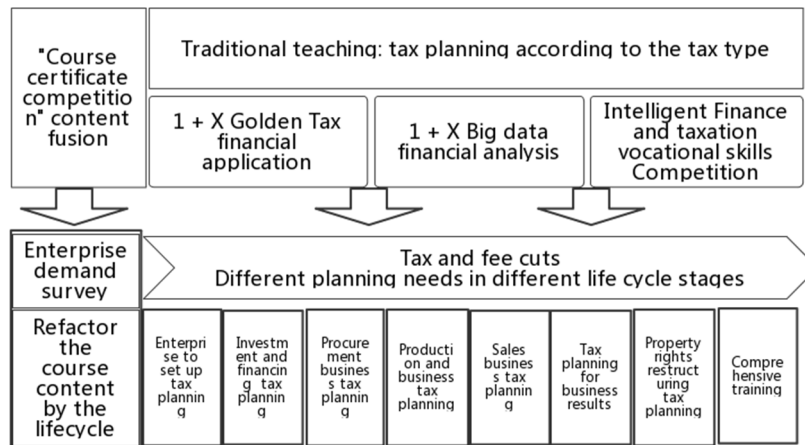 "Course
certificate
competitio
n" content
fusion
Traditional teaching: tax planning according to the tax type
1 + X Golden Tax
financial
application
1 + X Big data
financial analysis
Intelligent Finance
and taxation
vocational skills
Competition
Enterprise
demand
survey
Tax and fee cuts
Different planning needs in different life cycle stages
Refactor
the
course
content
by the
lifecycle
Enterpri
se to
set up
tax
plannin
g
Investm
ent and
financin
g tax
plannin
g
Procure
ment
busines
s tax
plannin
g
Producti
on and
business
tax
planning
Sales
busines
s tax
plannin
g
Tax
planning
for
business
results
Property
rights
restruct
uring
tax
planning
Compre
hensive
training